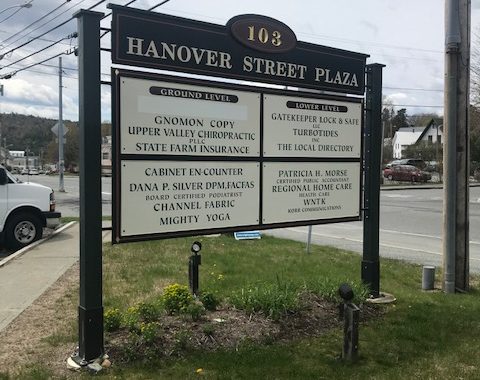 103
HANOVER STREET PLAZA
GROUND LEVEL
GNOMON COPY
UPPER VALLEY CHIROPRACTIC
PLLC
STATE FARM INSURANCE
CABINET EN-COUNTER
DANA P. SILVER DPM, FACFAS
BOARD CERTIFIED PODIATRIST
CHANNEL FABRIC
MIGHTY YOGA
LOWER LEVEL
GATEKEEPER LOCK & SAFE
LLC
TURBOTIDES
INC
THE LOCAL DIRECTORY
PATRICIA H. MORSE
CERTIFIED PUBLIC ACCOUNTANT
REGIONAL HOME CARE
HEALTH CARE
WNTK
KOOR COMMUNICATIONS